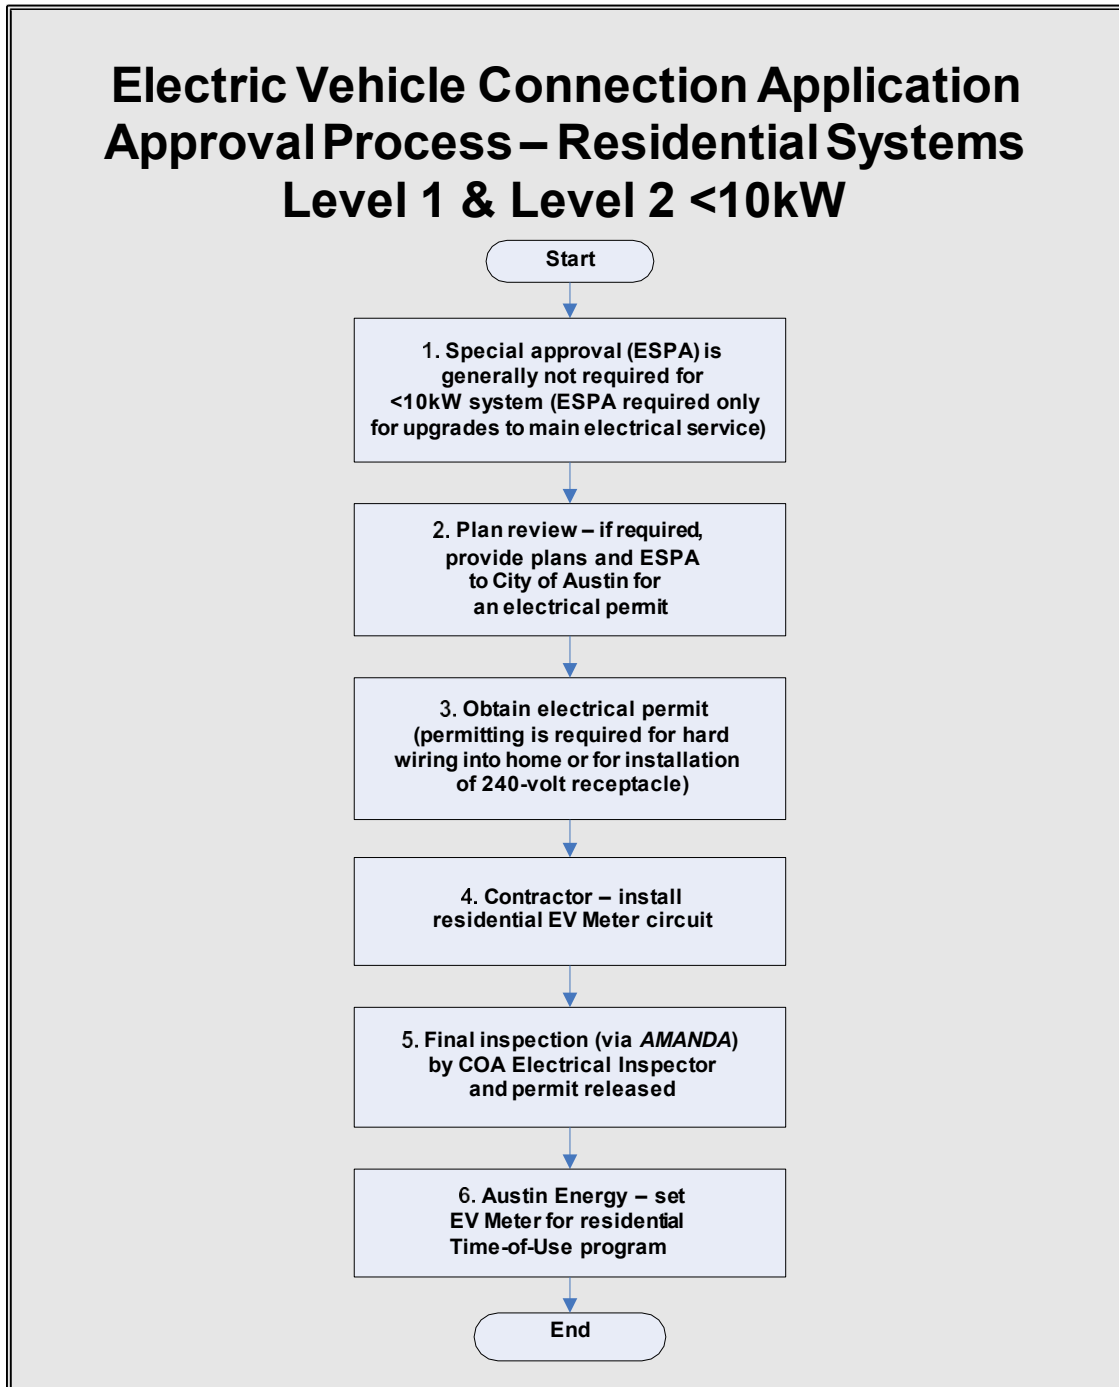 Electric Vehicle Connection Application
Approval Process – Residential Systems
Level 1 & Level 2 <10kW
Start
1. Special approval (ESPA) is
generally not required for
<10kW system (ESPA required only
for upgrades to main electrical service)
2. Plan review – if required,
provide plans and ESPA
to City of Austin for
an electrical permit
3. Obtain electrical permit
(permitting is required for hard
wiring into home or for installation
of 240-volt receptacle)
4. Contractor – install
residential EV Meter circuit
5. Final inspection (via AMANDA)
by COA Electrical Inspector
and permit released
6. Austin Energy – set
EV Meter for residential
Time-of-Use program
End